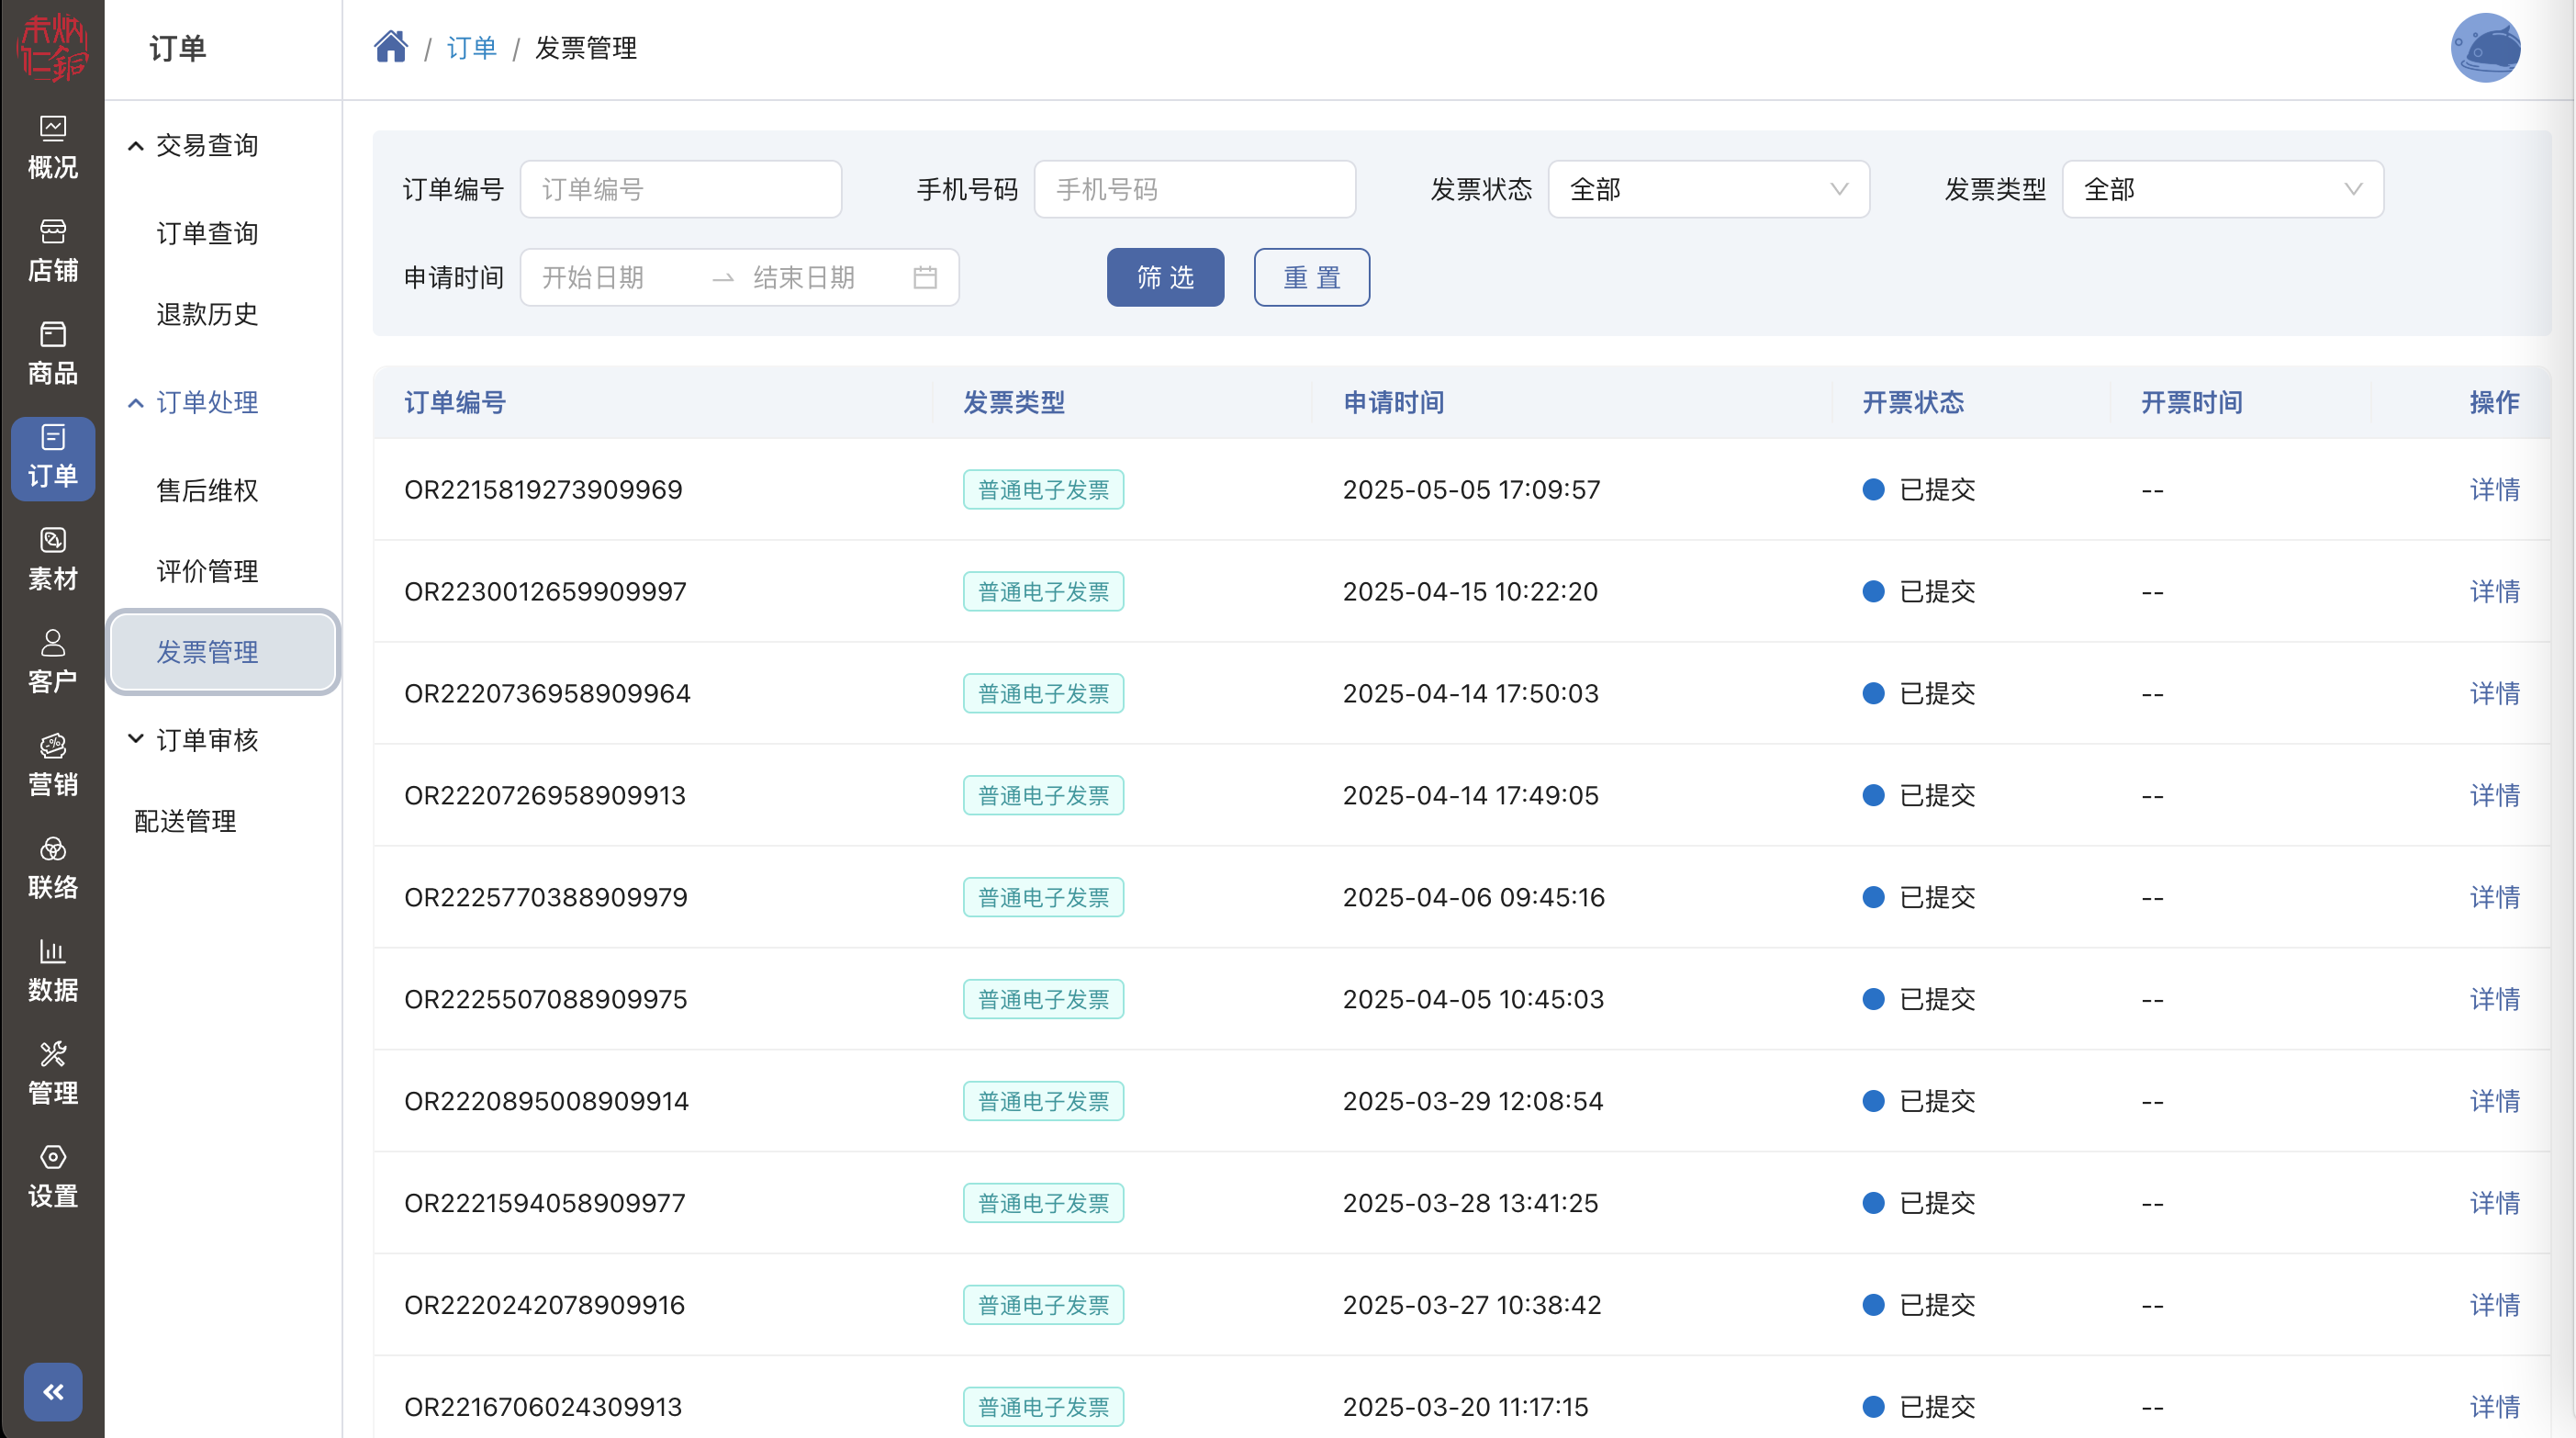 未炳
仁銅
概况
店铺
商品
订单
素材
客户
营销
联络
数据
管理
设置
订单
交易查询
订单查询
退款历史
订单处理
售后维权
评价管理
发票管理
订单审核
配送管理
/ 订单 / 发票管理
订单编号 订单编号 手机号码 手机号码 发票状态 全部 发票类型 全部
申请时间 开始日期 → 结束日期 筛 选 重 置
订单编号 发票类型 申请时间 开票状态 开票时间 操作
OR2215819273909969 普通电子发票 2025-05-05 17:09:57 已提交 -- 详情
OR2230012659909997 普通电子发票 2025-04-15 10:22:20 已提交 -- 详情
OR2220736958909964 普通电子发票 2025-04-14 17:50:03 已提交 -- 详情
OR2220726958909913 普通电子发票 2025-04-14 17:49:05 已提交 -- 详情
OR2225770388909979 普通电子发票 2025-04-06 09:45:16 已提交 -- 详情
OR2225507088909975 普通电子发票 2025-04-05 10:45:03 已提交 -- 详情
OR2220895008909914 普通电子发票 2025-03-29 12:08:54 已提交 -- 详情
OR2221594058909977 普通电子发票 2025-03-28 13:41:25 已提交 -- 详情
OR2220242078909916 普通电子发票 2025-03-27 10:38:42 已提交 -- 详情
OR2216706024309913 普通电子发票 2025-03-20 11:17:15 已提交 -- 详情